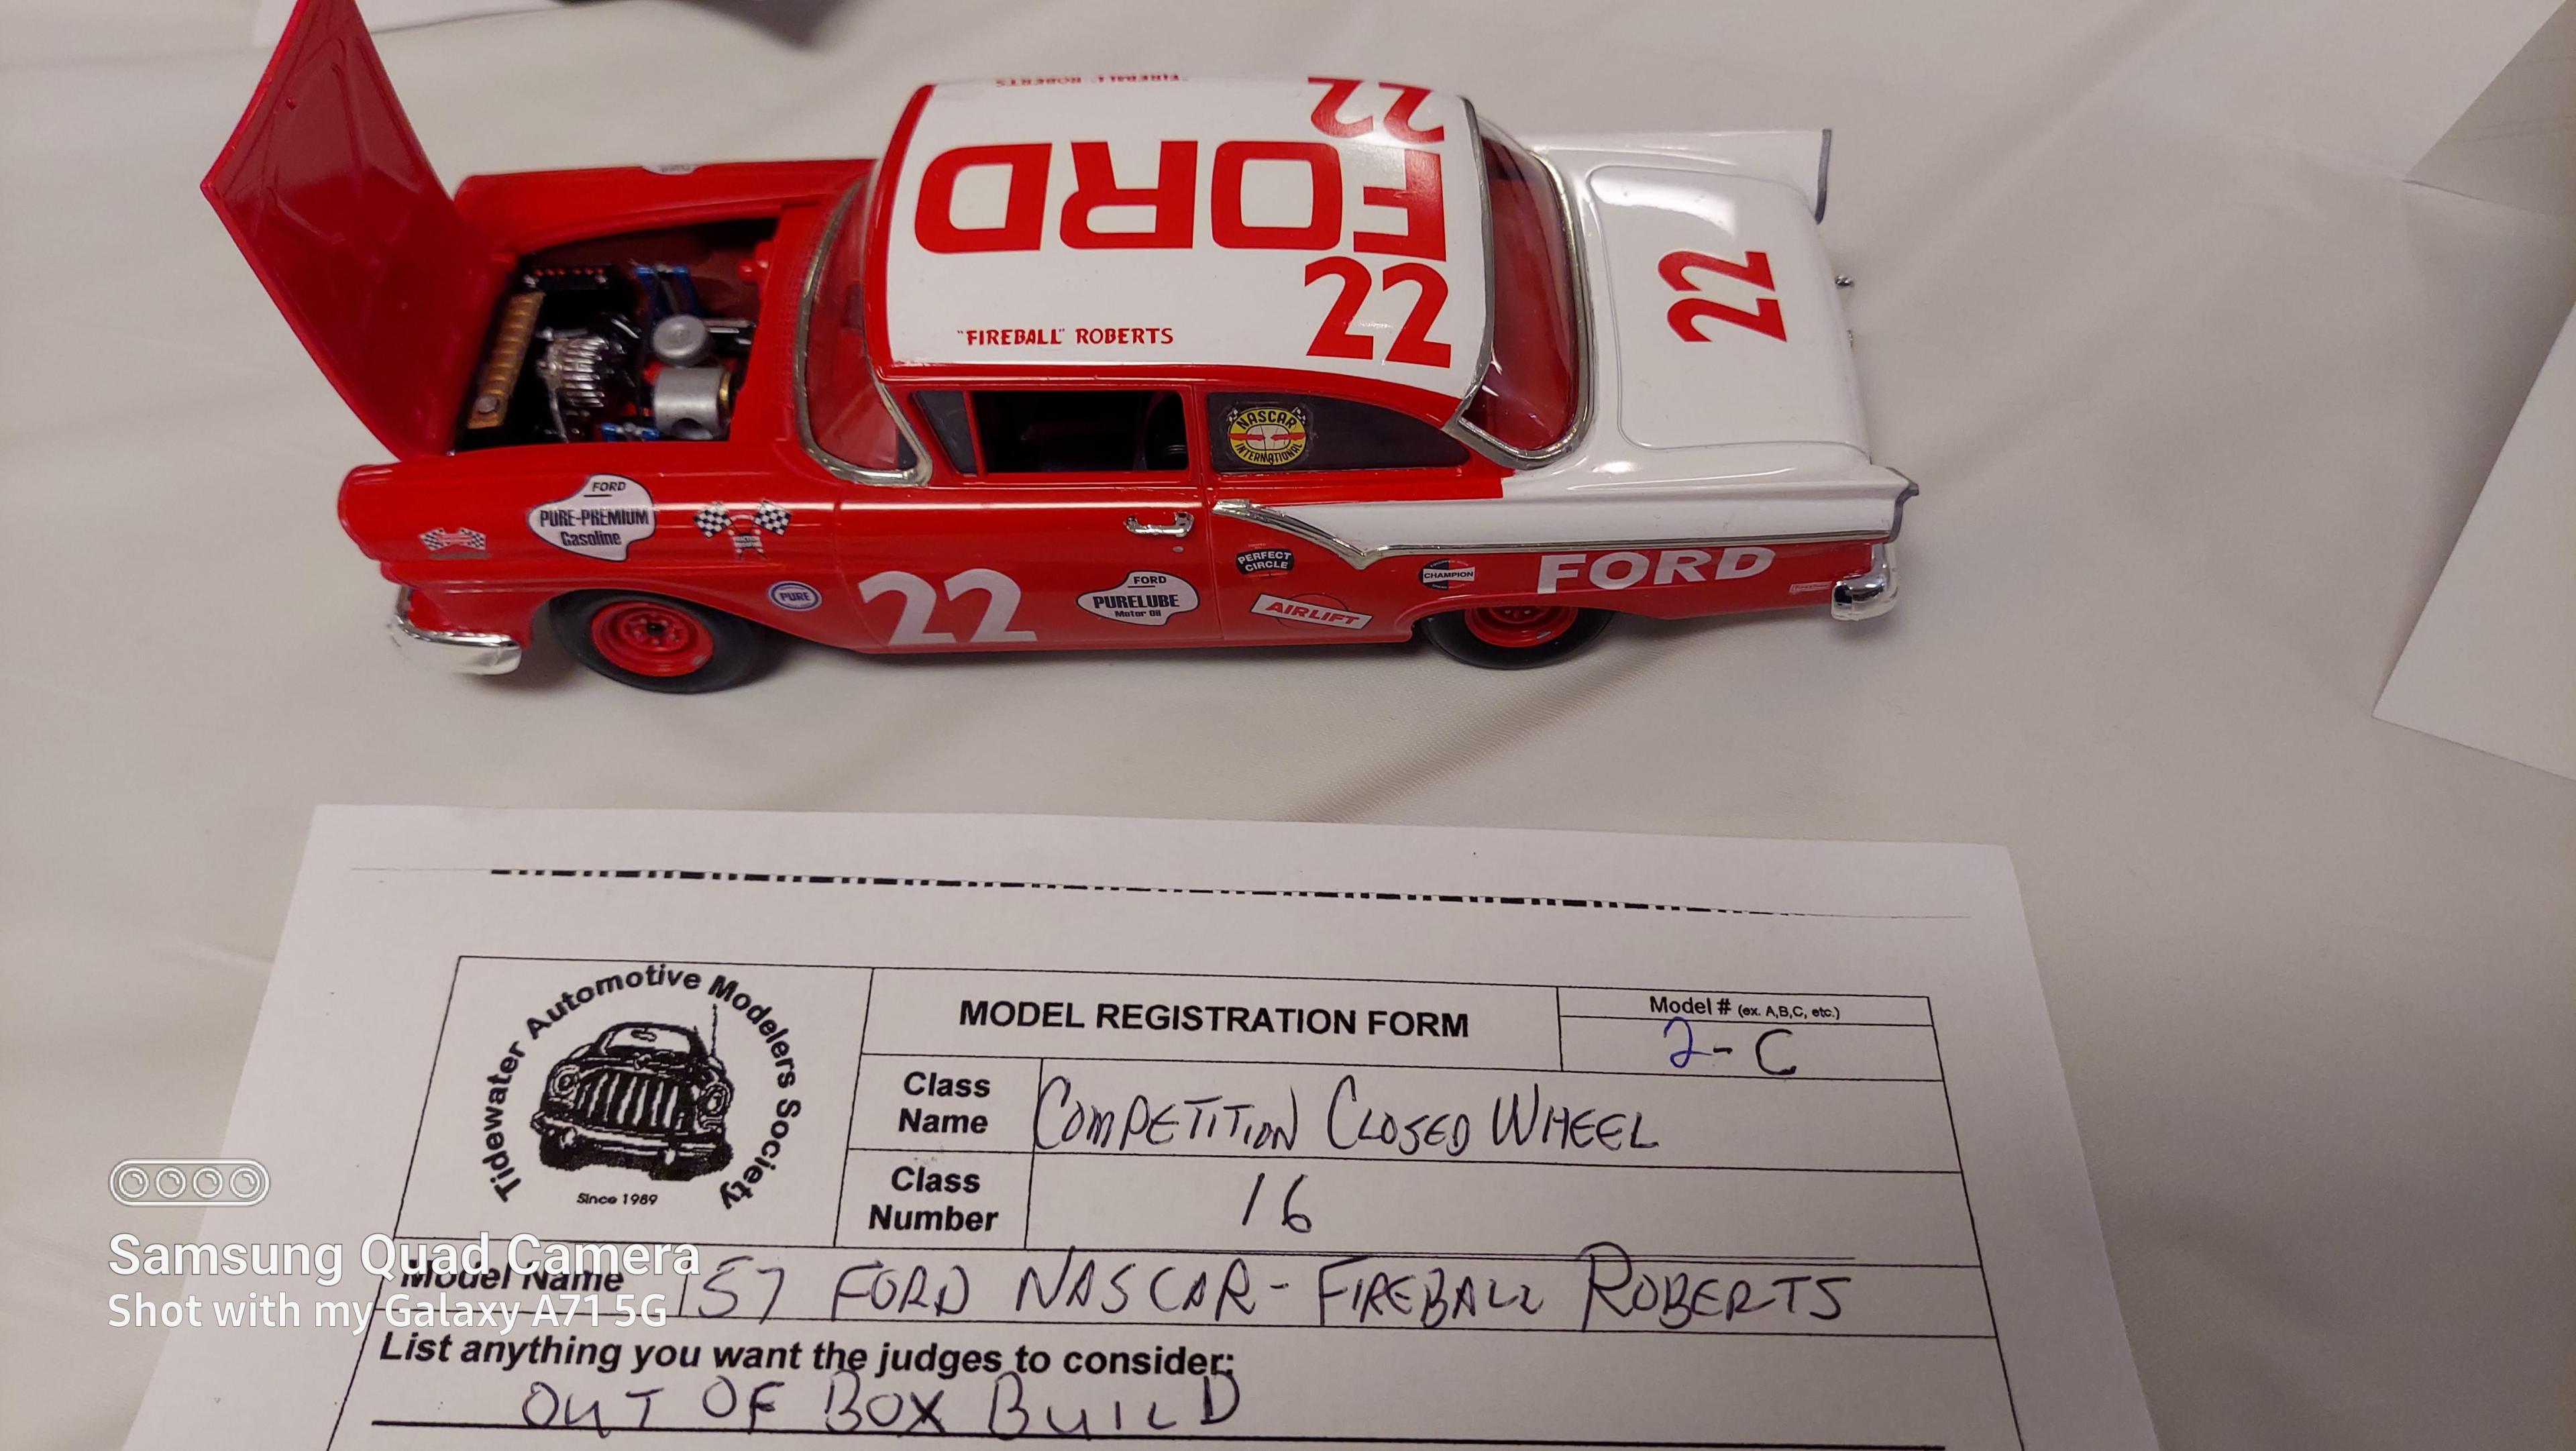 "FIREBALL" ROBERTS
22
FORD
22
"FIREBALL" ROBERTS
22
NASCAR
INTERNATIONAL
FORD
PURE-PREMIUM
Gasoline
PURE
22
FORD
PURELUBE
Motor Oil
PERFECT
CIRCLE
AIRLIFT
CHAMPION
FORD
Tidewater Automotive Modelers Society
Since 1989
MODEL REGISTRATION FORM
Model # (ex. A,B,C, etc.)
2-C
Class Name
COMPETITION CLOSED WHEEL
Class Number
16
Model Name
'57 FORD NASCAR - FIREBALL ROBERTS
List anything you want the judges to consider:
OUT OF BOX BUILD
Samsung Quad Camera
Shot with my Galaxy A71 5G